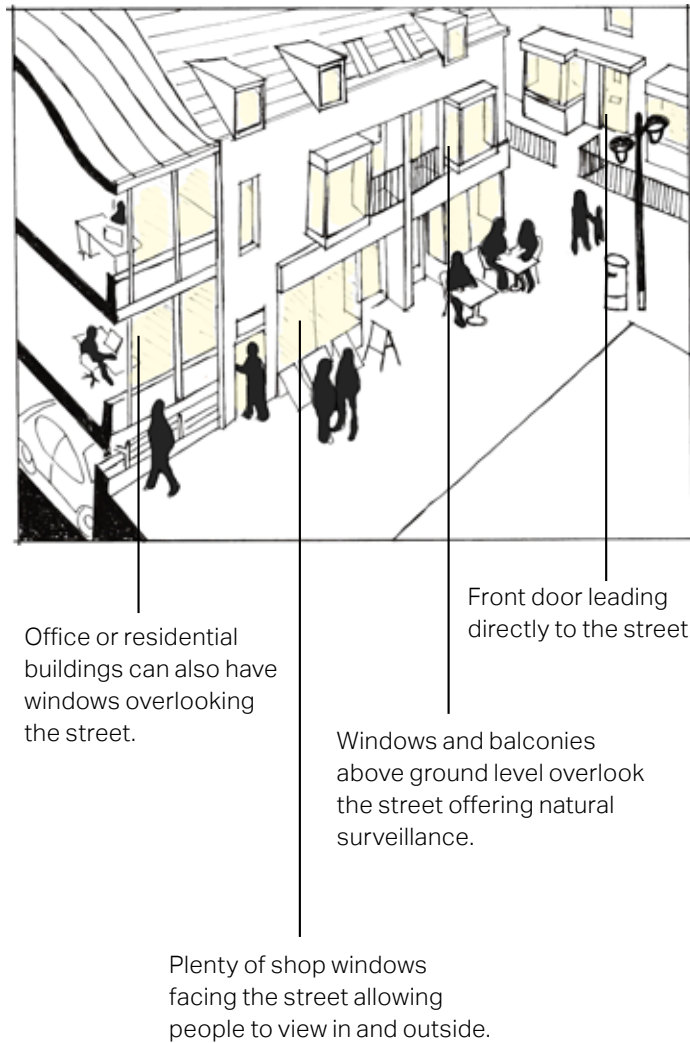 Front door leading
directly to the street
Office or residential
buildings can also have
windows overlooking
the street.
Windows and balconies
above ground level overlook
the street offering natural
surveillance.
Plenty of shop windows
facing the street allowing
people to view in and outside.